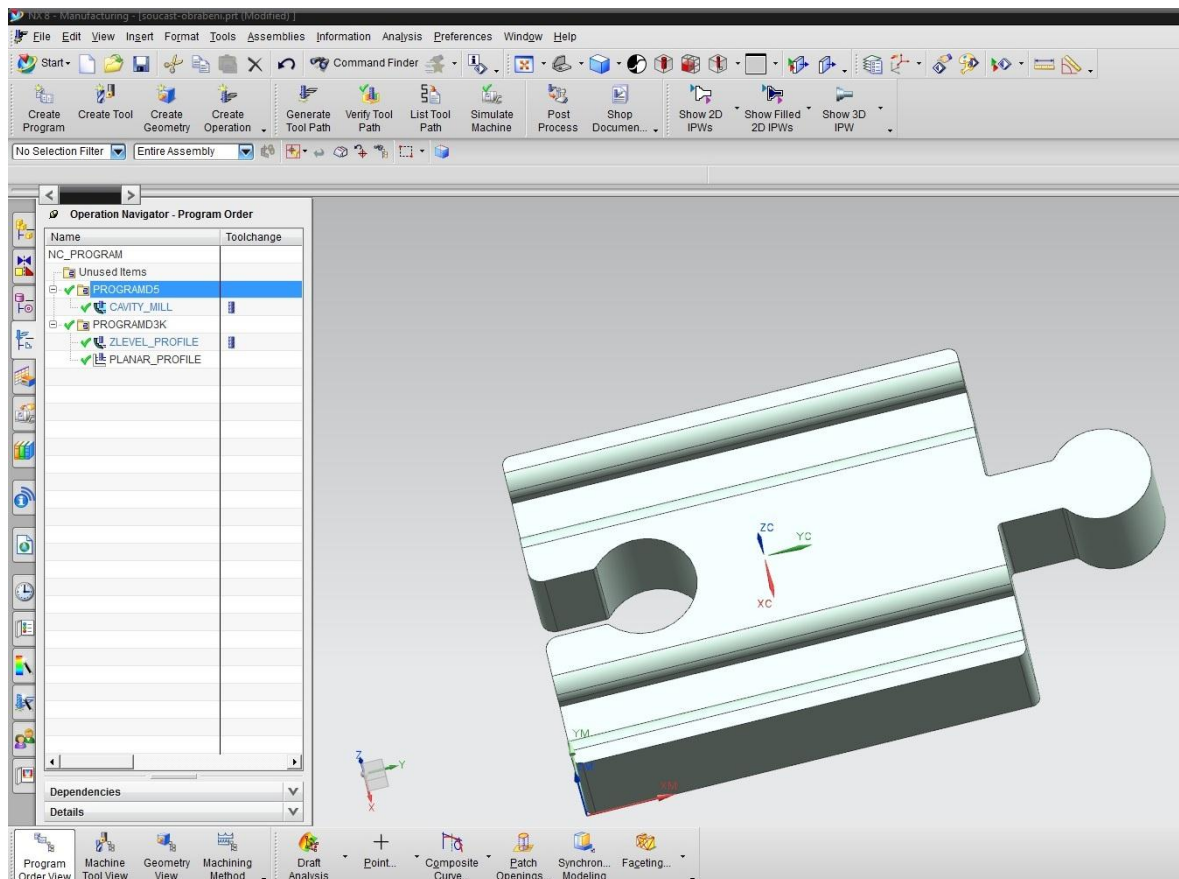 NX 8 - Manufacturing - [soucast-obrabeni.prt (Modified) ]
File Edit View Insert Format Tools Assemblies Information Analysis Preferences Window Help
Start Command Finder
Create Program Create Tool Create Geometry Create Operation Generate Tool Path Verify Tool Path List Tool Path Simulate Machine Post Process Shop Documen... Show 2D IPWs Show Filled 2D IPWs Show 3D IPW
No Selection Filter Entire Assembly
Operation Navigator - Program Order
Name Toolchange
NC_PROGRAM
Unused Items
PROGRAMD5
CAVITY_MILL
PROGRAMD3K
ZLEVEL_PROFILE
PLANAR_PROFILE
ZC
YC
XC
YM
XM
Z
Y
X
Dependencies
Details
Program Order View Machine Tool View Geometry View Machining Method Draft Analysis Point... Composite Curve... Patch Openings... Synchron... Modeling Faceting...